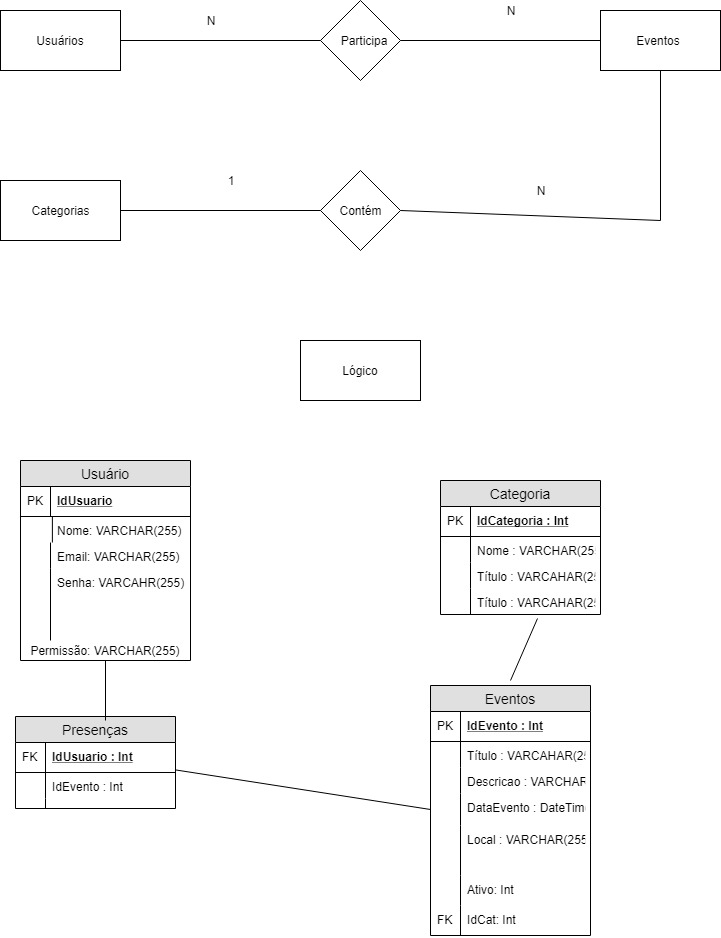 N
N
Usuários
Participa
Eventos
1
N
Categorias
Contém
Lógico
Usuário
PK IdUsuario
Nome: VARCHAR(255)
Email: VARCHAR(255)
Senha: VARCAHR(255)
Permissão: VARCHAR(255)
Categoria
PK IdCategoria : Int
Nome : VARCHAR(25
Título : VARCAHAR(2
Título : VARCAHAR(2
Presenças
FK IdUsuario : Int
IdEvento : Int
Eventos
PK IdEvento : Int
Título : VARCAHAR(2
Descricao : VARCHAR
DataEvento : DateTim
Local : VARCHAR(255
Ativo: Int
FK IdCat: Int